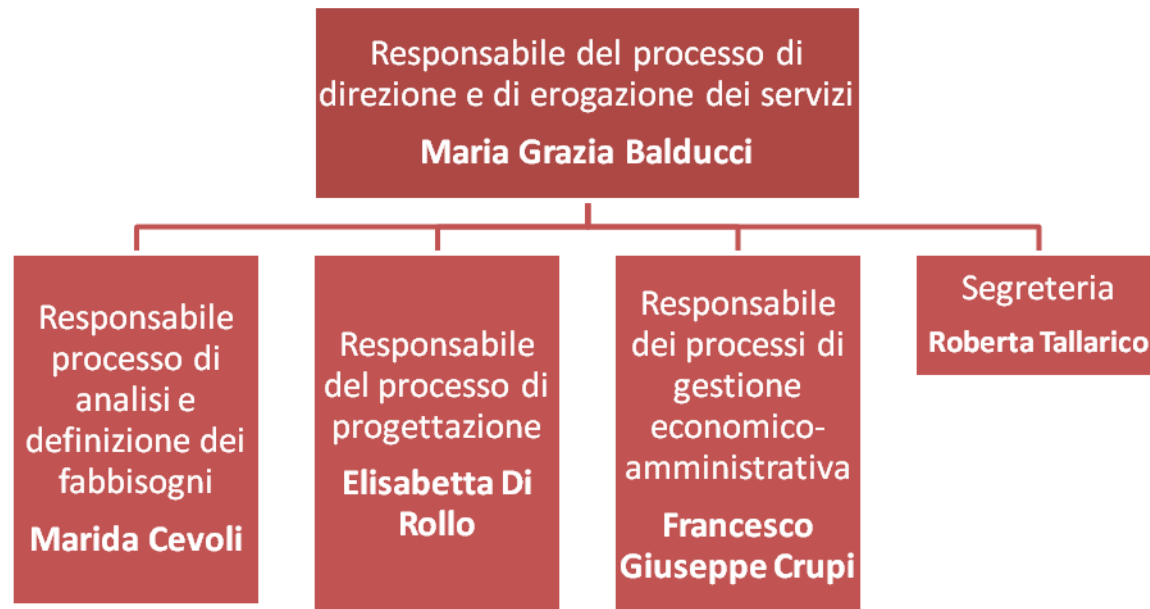 Responsabile del processo di
direzione e di erogazione dei servizi
Maria Grazia Balducci
Responsabile
processo di
analisi e
definizione dei
fabbisogni
Marida Cevoli
Responsabile
del processo di
progettazione
Elisabetta Di
Rollo
Responsabile
dei processi di
gestione
economico-
amministrativa
Francesco
Giuseppe Crupi
Segreteria
Roberta Tallarico